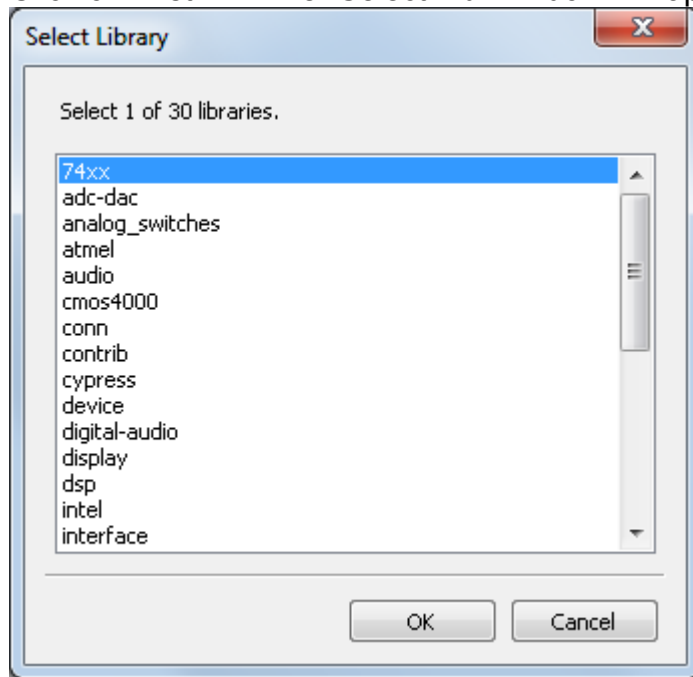 Select Library
Select 1 of 30 libraries.
74xx
adc-dac
analog_switches
atmel
audio
cmos4000
conn
contrib
cypress
device
digital-audio
display
dsp
intel
interface
OK
Cancel